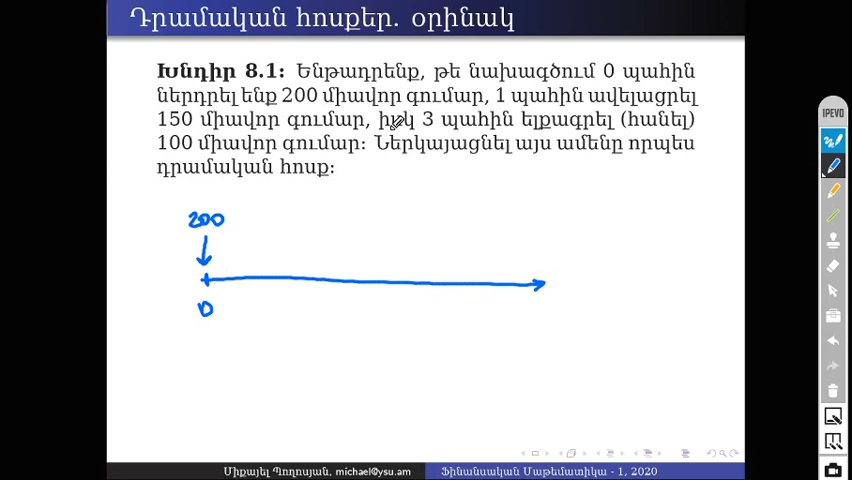 Դրամական հոսքեր. օրինակ
Խնդիր 8.1: Ենթադրենք, թե նախագծում 0 պահին
ներդրել ենք 200 միավոր գումար, 1 պահին ավելացրել
150 միավոր գումար, իսկ 3 պահին ելքագրել (հանել)
100 միավոր գումար: Ներկայացնել այս ամենը որպես
դրամական հոսք:
200
0
Միքայել Պողոսյան, michael@ysu.am
Ֆինանսական Մաթեմատիկա - 1, 2020
IPEVO